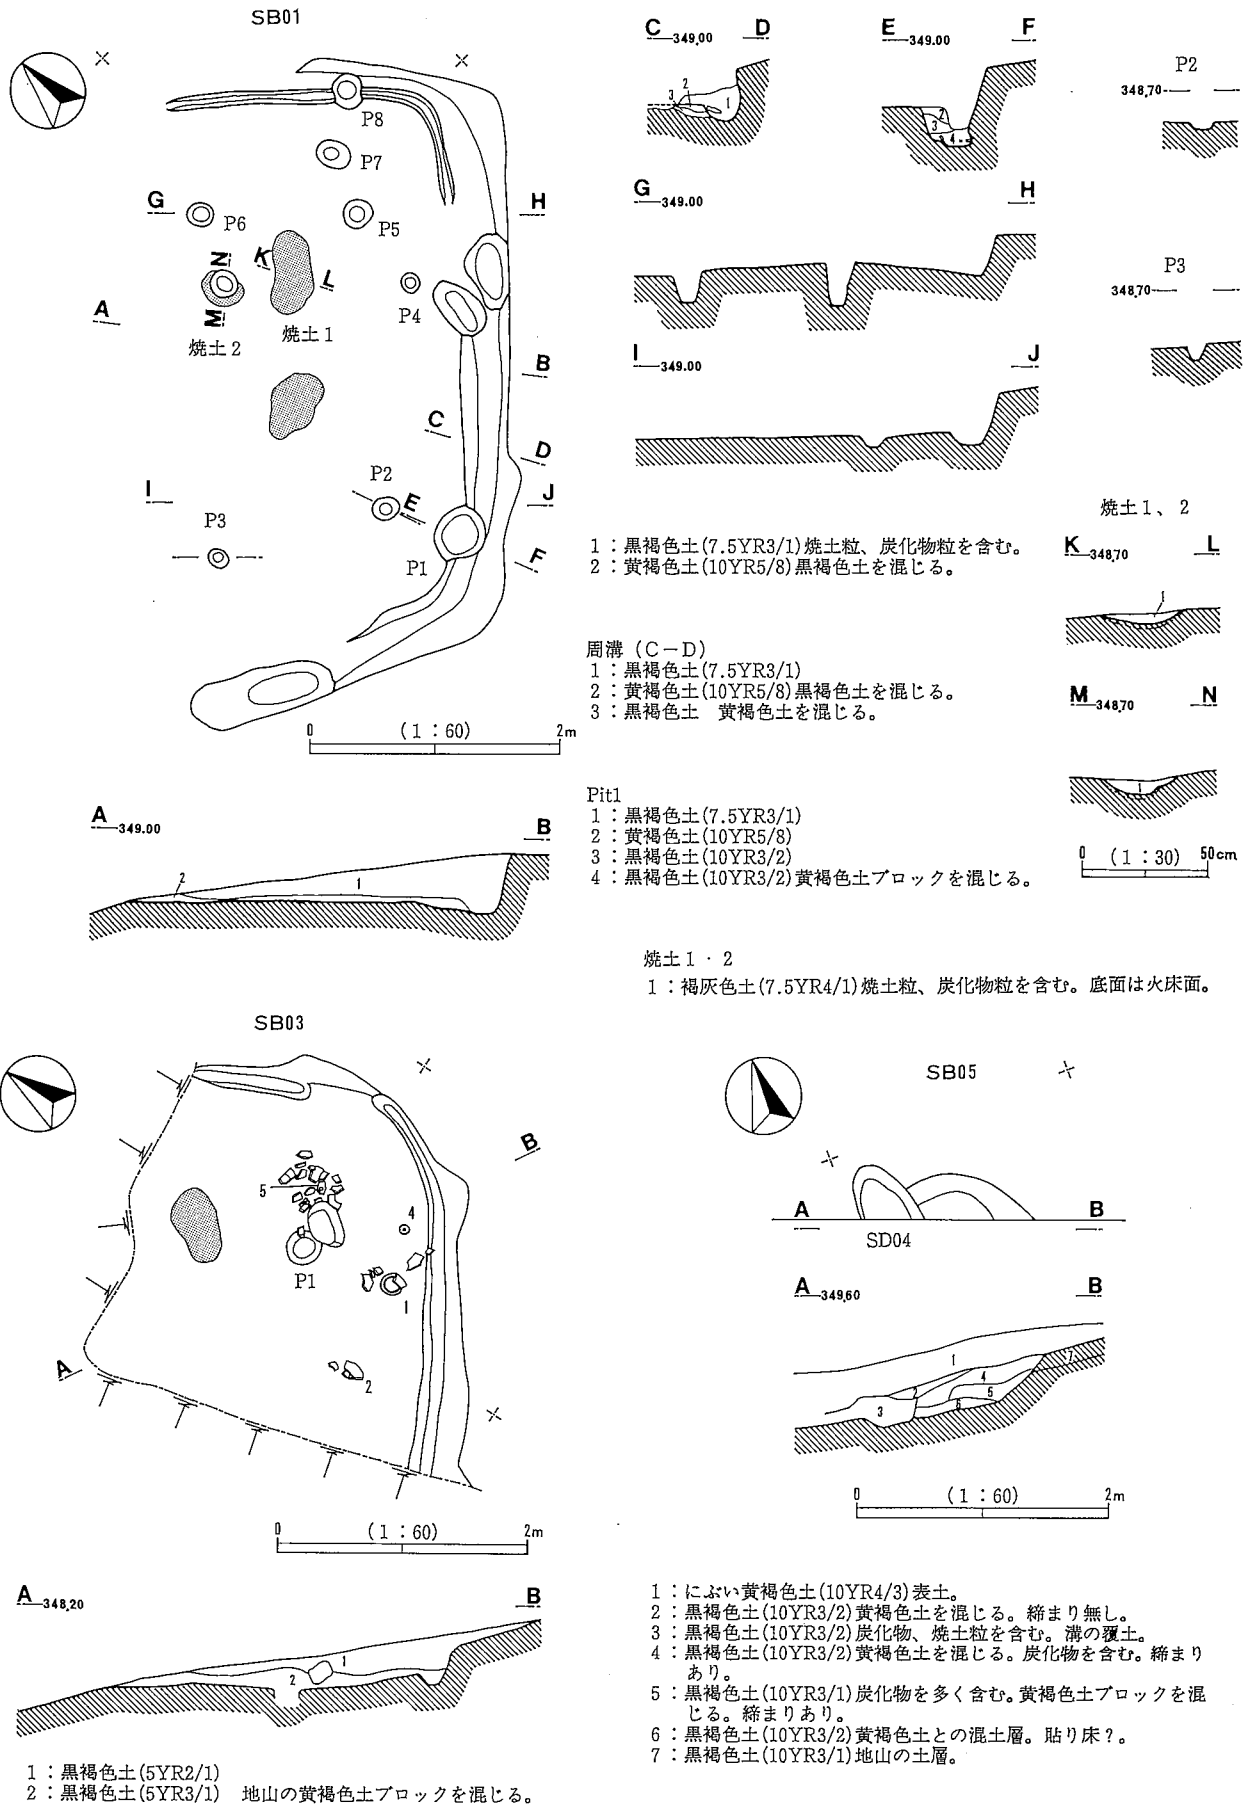 SB01
P8
P7
G
H
P6
P5
K
L
N
M
P4
A
焼土2
焼土1
B
C
D
I
P2
E
J
P3
P1
F
0 (1：60) 2m
A 349.00 B
2
1
C 349.00 D
3
2
1
E 349.00 F
2
3
4
P2
348.70
G 349.00 H
P3
348.70
I 349.00 J
1：黒褐色土(7.5YR3/1)焼土粒、炭化物粒を含む。
2：黄褐色土(10YR5/8)黒褐色土を混じる。
周溝（C－D）
1：黒褐色土(7.5YR3/1)
2：黄褐色土(10YR5/8)黒褐色土を混じる。
3：黒褐色土　黄褐色土を混じる。
Pit1
1：黒褐色土(7.5YR3/1)
2：黄褐色土(10YR5/8)
3：黒褐色土(10YR3/2)
4：黒褐色土(10YR3/2)黄褐色土ブロックを混じる。
焼土1、2
K 348.70 L
1
M 348.70 N
1
0 (1：30) 50cm
焼土1・2
1：褐灰色土(7.5YR4/1)焼土粒、炭化物粒を含む。底面は火床面。
SB03
B
5
4
P1
1
A
2
0 (1：60) 2m
A 348.20 B
1
2
1：黒褐色土(5YR2/1)
2：黒褐色土(5YR3/1)　地山の黄褐色土ブロックを混じる。
SB05
A
B
SD04
A 349.60 B
1
7
4
2
5
3
6
0 (1：60) 2m
1：にぶい黄褐色土(10YR4/3)表土。
2：黒褐色土(10YR3/2)黄褐色土を混じる。締まり無し。
3：黒褐色土(10YR3/2)炭化物、焼土粒を含む。溝の覆土。
4：黒褐色土(10YR3/2)黄褐色土を混じる。炭化物を含む。締まり
あり。
5：黒褐色土(10YR3/1)炭化物を多く含む。黄褐色土ブロックを混
じる。締まりあり。
6：黒褐色土(10YR3/2)黄褐色土との混土層。貼り床？。
7：黒褐色土(10YR3/1)地山の土層。